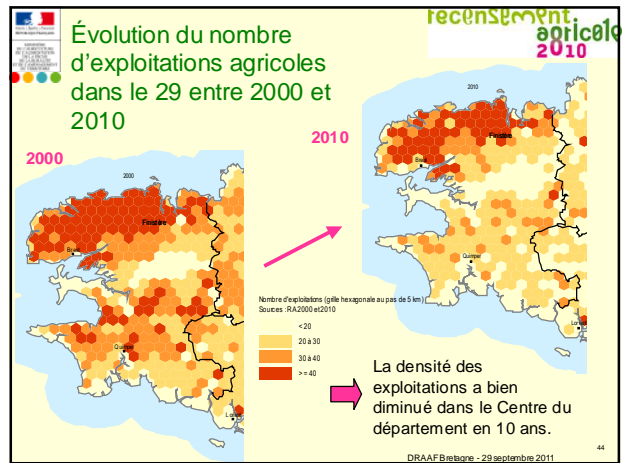 Évolution du nombre
d'exploitations agricoles
dans le 29 entre 2000 et
2010
recensement
agricole
2010
2000
2000
Finistère
Brest
Quimper
2010
2010
Finistère
Brest
Quimper
Nombre d'exploitations (grille hexagonale au pas de 5 km)
Sources : RA2000 et 2010
< 20
20 à 30
30 à 40
> = 40
La densité des
exploitations a bien
diminué dans le Centre du
département en 10 ans.
44
DRAAF Bretagne - 29 septembre 2011